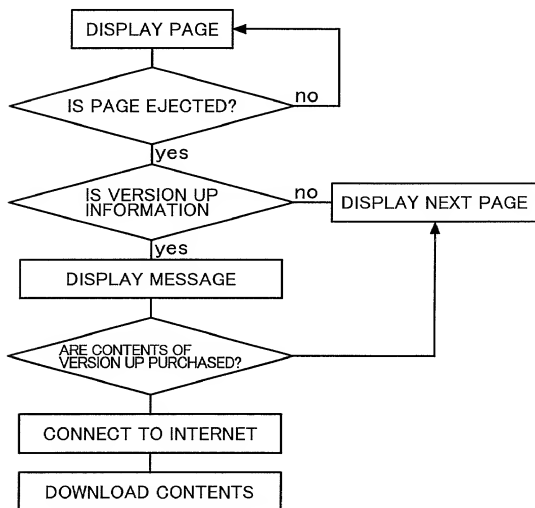 DISPLAY PAGE
IS PAGE EJECTED?
no
yes
IS VERSION UP
INFORMATION
no
DISPLAY NEXT PAGE
yes
DISPLAY MESSAGE
ARE CONTENTS OF
VERSION UP PURCHASED?
CONNECT TO INTERNET
DOWNLOAD CONTENTS